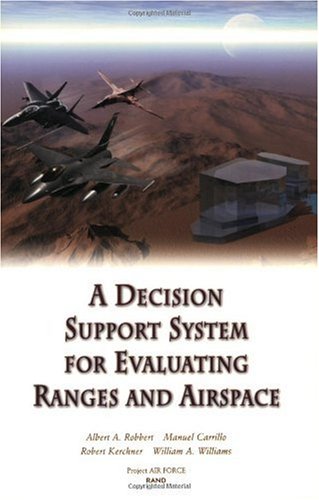 A DECISION
SUPPORT SYSTEM
FOR EVALUATING
RANGES AND AIRSPACE
Albert A. Robbert Manuel Carrillo
Robert Kerchner William A. Williams
Project AIR FORCE
RAND